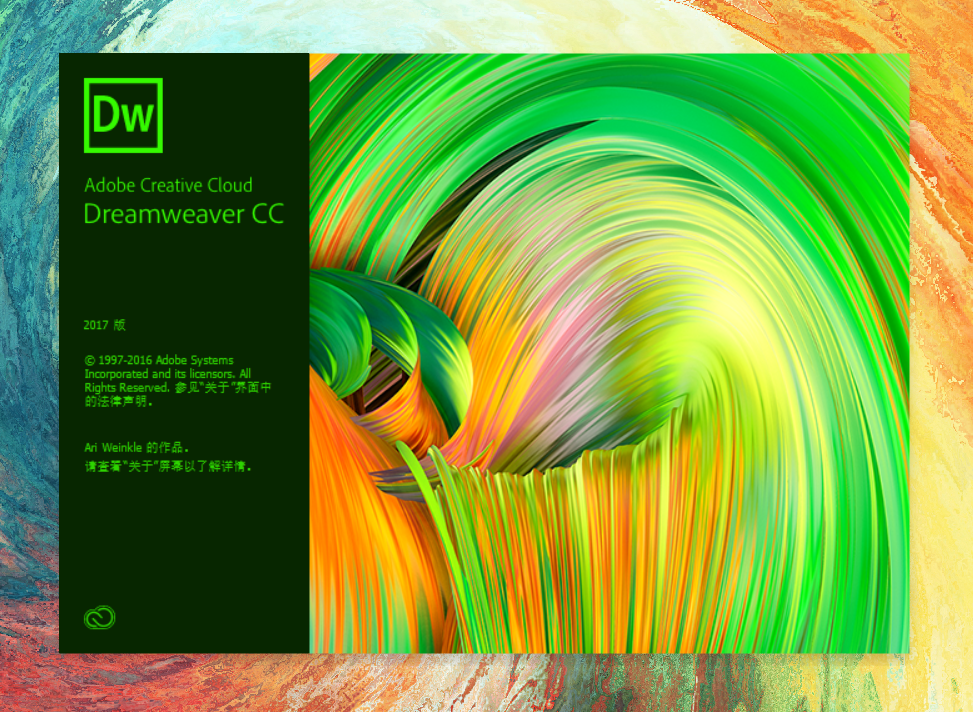 Dw
Adobe Creative Cloud
Dreamweaver CC
2017 版
© 1997-2016 Adobe Systems
Incorporated and its licensors. All
Rights Reserved. 参见“关于”界面中
的法律声明。
Ari Weinkle 的作品。
请查看“关于”屏幕以了解详情。